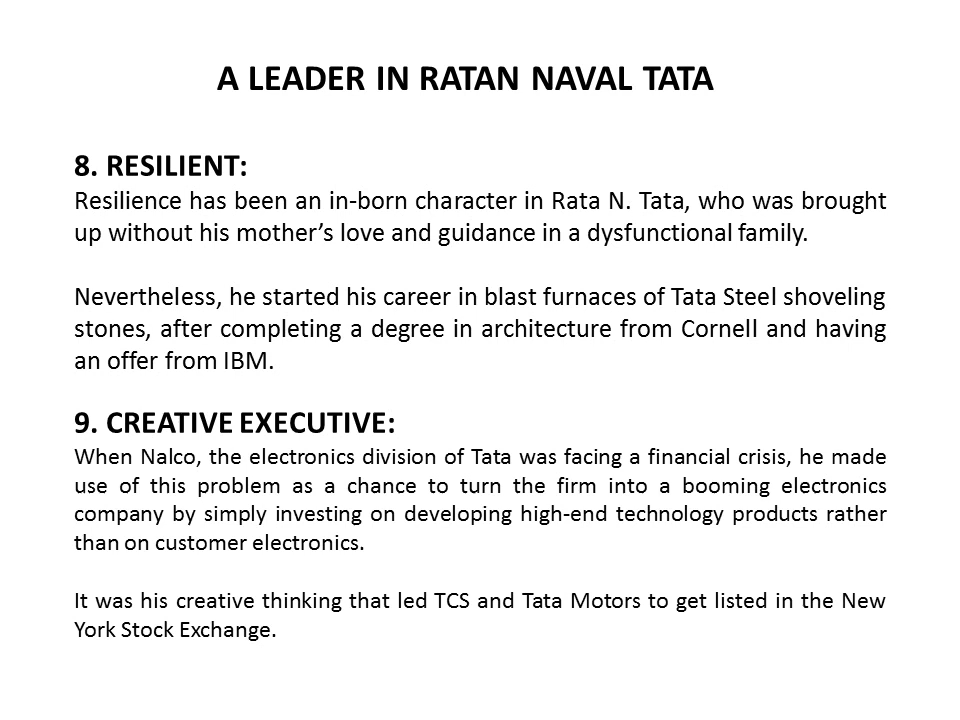 A LEADER IN RATAN NAVAL TATA
8. RESILIENT:
Resilience has been an in-born character in Rata N. Tata, who was brought
up without his mother’s love and guidance in a dysfunctional family.
Nevertheless, he started his career in blast furnaces of Tata Steel shoveling
stones, after completing a degree in architecture from Cornell and having
an offer from IBM.
9. CREATIVE EXECUTIVE:
When Nalco, the electronics division of Tata was facing a financial crisis, he made
use of this problem as a chance to turn the firm into a booming electronics
company by simply investing on developing high-end technology products rather
than on customer electronics.
It was his creative thinking that led TCS and Tata Motors to get listed in the New
York Stock Exchange.